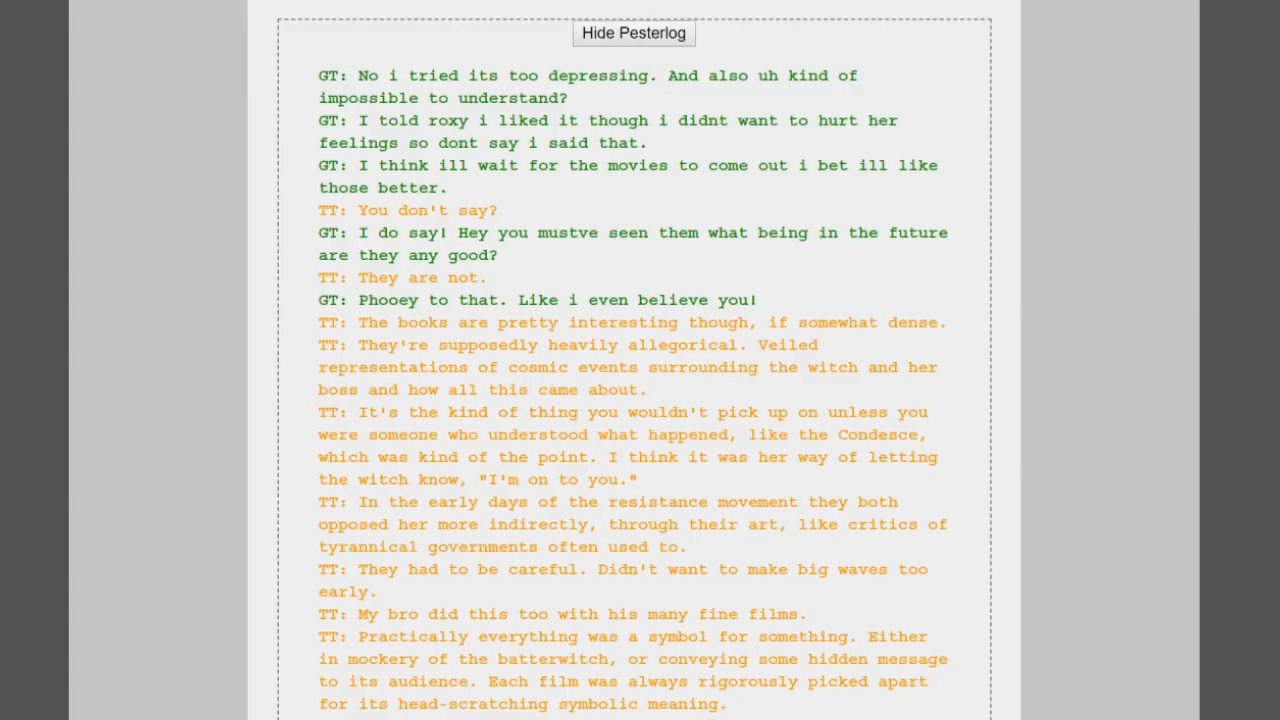 Hide Pesterlog
GT: No i tried its too depressing. And also uh kind of
impossible to understand?
GT: I told roxy i liked it though i didnt want to hurt her
feelings so dont say i said that.
GT: I think ill wait for the movies to come out i bet ill like
those better.
TT: You don't say?
GT: I do say! Hey you mustve seen them what being in the future
are they any good?
TT: They are not.
GT: Phooey to that. Like i even believe you!
TT: The books are pretty interesting though, if somewhat dense.
TT: They're supposedly heavily allegorical. Veiled
representations of cosmic events surrounding the witch and her
boss and how all this came about.
TT: It's the kind of thing you wouldn't pick up on unless you
were someone who understood what happened, like the Condesce,
which was kind of the point. I think it was her way of letting
the witch know, "I'm on to you."
TT: In the early days of the resistance movement they both
opposed her more indirectly, through their art, like critics of
tyrannical governments often used to.
TT: They had to be careful. Didn't want to make big waves too
early.
TT: My bro did this too with his many fine films.
TT: Practically everything was a symbol for something. Either
in mockery of the batterwitch, or conveying some hidden message
to its audience. Each film was always rigorously picked apart
for its head-scratching symbolic meaning.